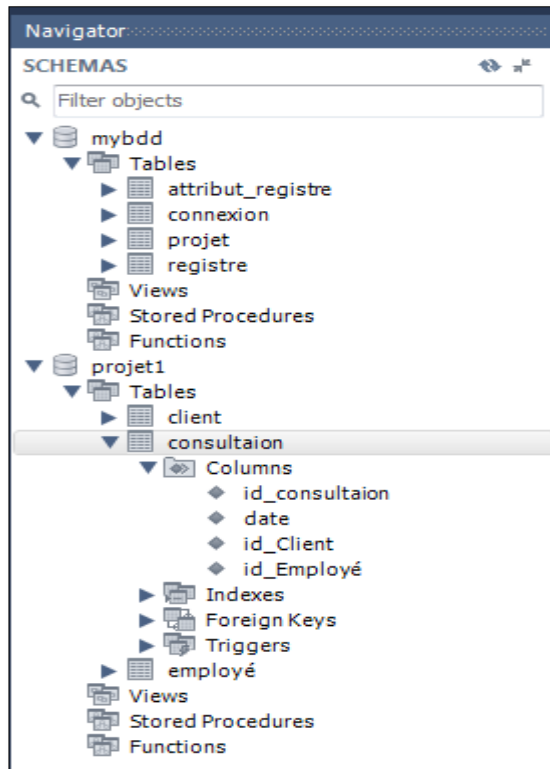 Navigator
SCHEMAS
Filter objects
mybdd
Tables
attribut_registre
connexion
projet
registre
Views
Stored Procedures
Functions
projet1
Tables
client
consultaion
Columns
id_consultaion
date
id_Client
id_Employé
Indexes
Foreign Keys
Triggers
employé
Views
Stored Procedures
Functions